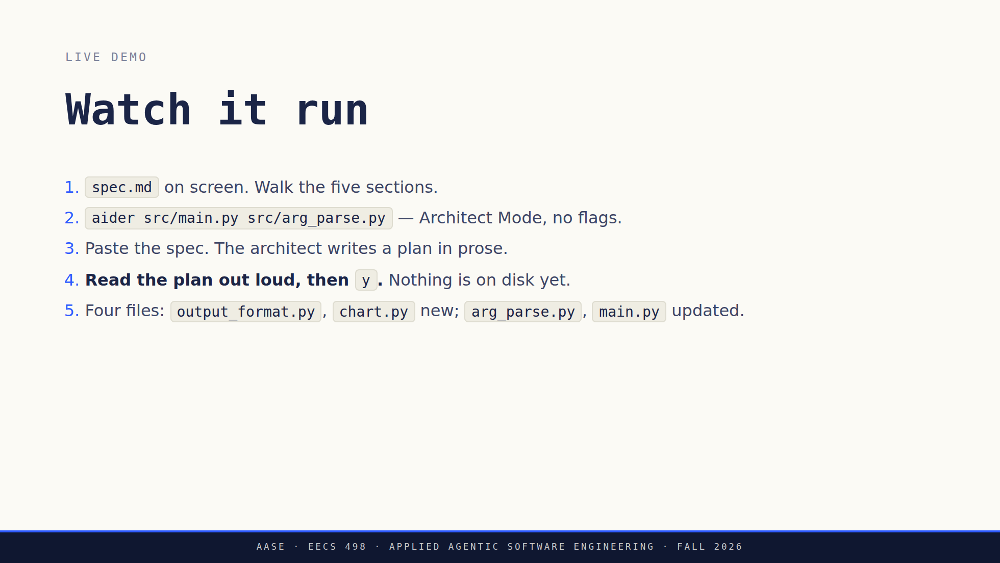 LIVE DEMO
Watch it run
1. spec.md on screen. Walk the five sections.
2. aider src/main.py src/arg_parse.py — Architect Mode, no flags.
3. Paste the spec. The architect writes a plan in prose.
4. Read the plan out loud, then y. Nothing is on disk yet.
5. Four files: output_format.py, chart.py new; arg_parse.py, main.py updated.
AASE · EECS 498 · APPLIED AGENTIC SOFTWARE ENGINEERING · FALL 2026